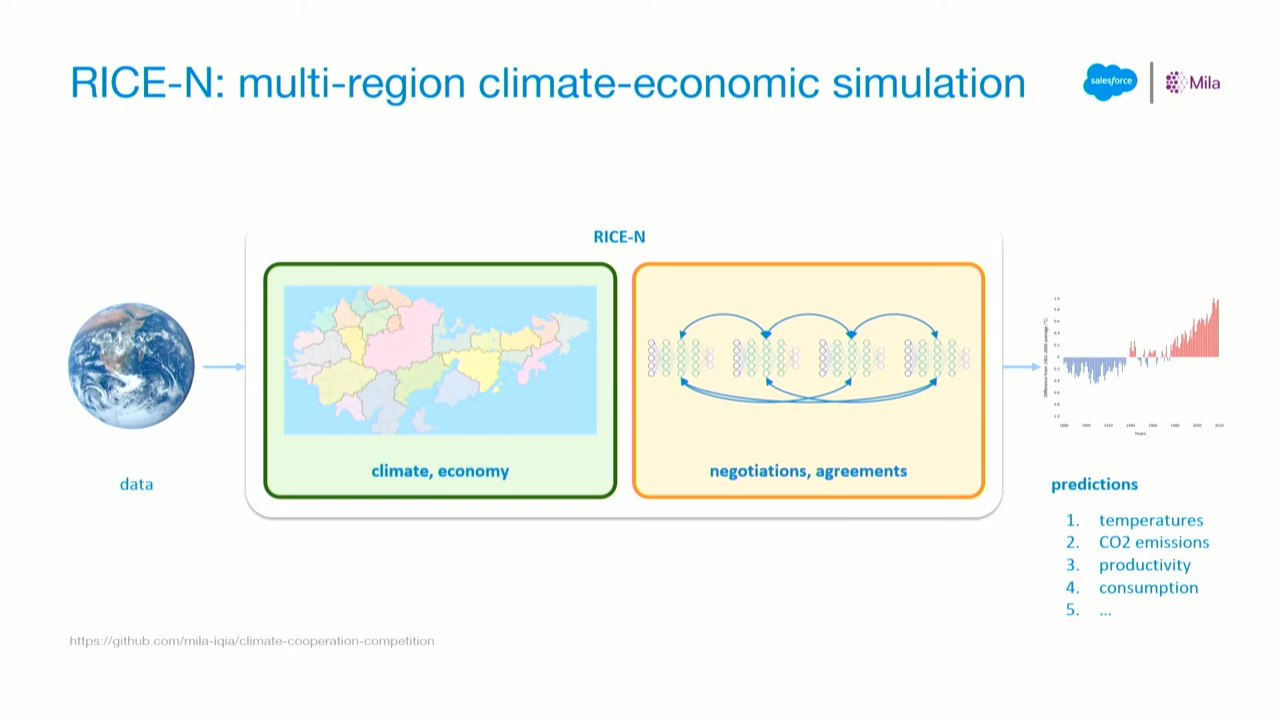 RICE-N: multi-region climate-economic simulation
salesforce
Mila
RICE-N
climate, economy
negotiations, agreements
data
Years
predictions
1. temperatures
2. CO2 emissions
3. productivity
4. consumption
5. ...
https://github.com/mila-iqia/climate-cooperation-competition